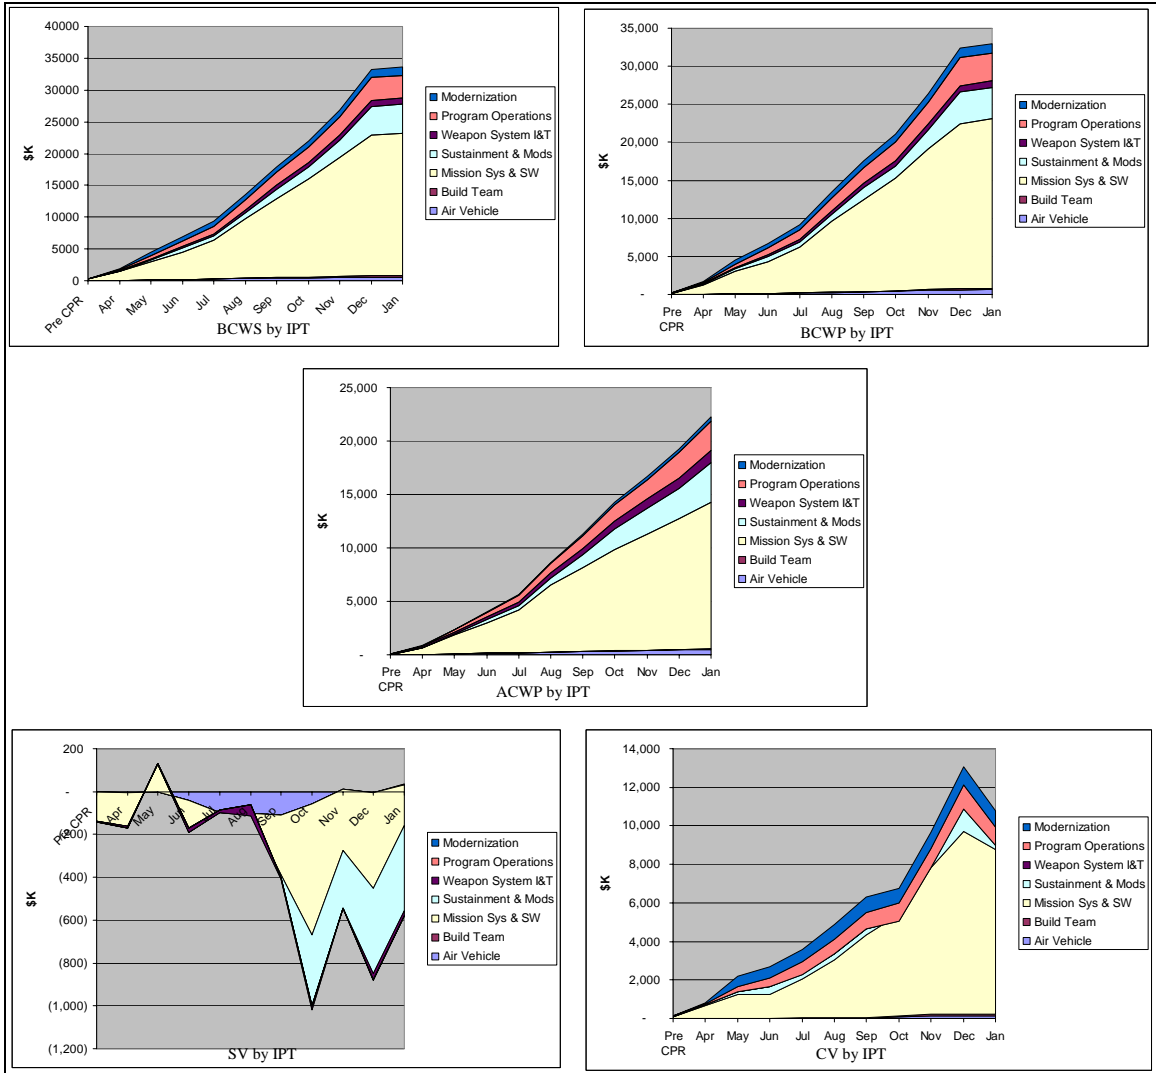 40000
35000
30000
25000
20000
15000
10000
5000
0
$K
Pre CPR
Apr
May
Jun
Jul
Aug
Sep
Oct
Nov
Dec
Jan
BCWS by IPT
Modernization
Program Operations
Weapon System I&T
Sustainment & Mods
Mission Sys & SW
Build Team
Air Vehicle
35,000
30,000
25,000
20,000
15,000
10,000
5,000
-
$K
Pre CPR
Apr
May
Jun
Jul
Aug
Sep
Oct
Nov
Dec
Jan
BCWP by IPT
Modernization
Program Operations
Weapon System I&T
Sustainment & Mods
Mission Sys & SW
Build Team
Air Vehicle
25,000
20,000
15,000
10,000
5,000
-
$K
Pre CPR
Apr
May
Jun
Jul
Aug
Sep
Oct
Nov
Dec
Jan
ACWP by IPT
Modernization
Program Operations
Weapon System I&T
Sustainment & Mods
Mission Sys & SW
Build Team
Air Vehicle
200
-
(200)
(400)
(600)
(800)
(1,000)
(1,200)
$K
Pre CPR
Apr
May
Jun
Jul
Aug
Sep
Oct
Nov
Dec
Jan
SV by IPT
Modernization
Program Operations
Weapon System I&T
Sustainment & Mods
Mission Sys & SW
Build Team
Air Vehicle
14,000
12,000
10,000
8,000
6,000
4,000
2,000
-
$K
Pre CPR
Apr
May
Jun
Jul
Aug
Sep
Oct
Nov
Dec
Jan
CV by IPT
Modernization
Program Operations
Weapon System I&T
Sustainment & Mods
Mission Sys & SW
Build Team
Air Vehicle